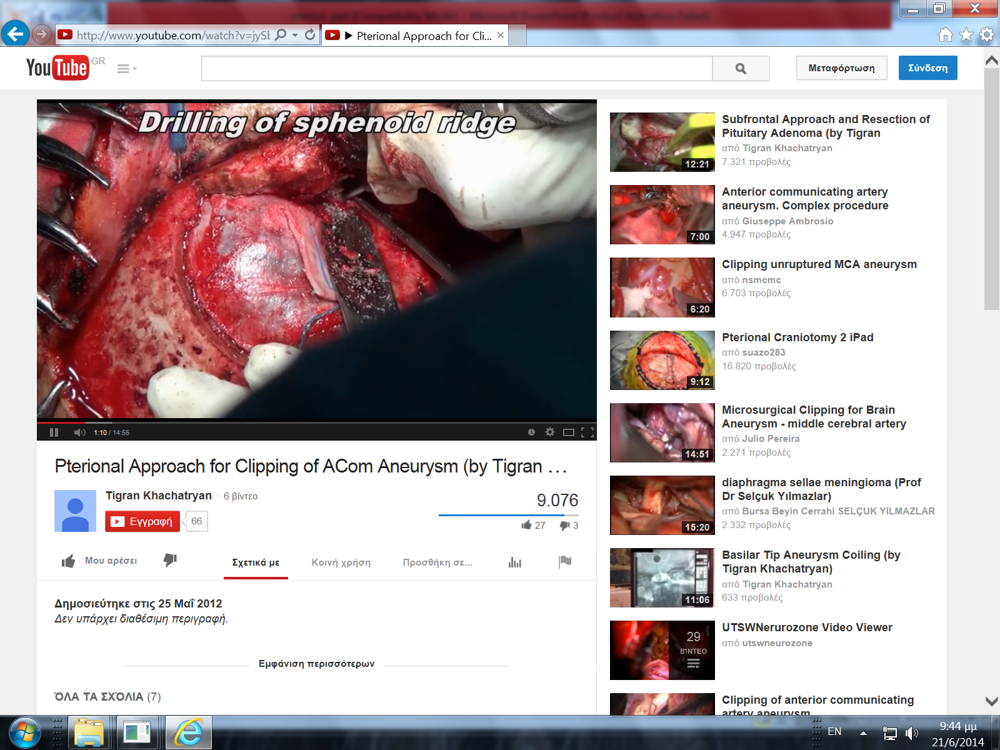 http://www.youtube.com/watch?v=jySl
▶ Pterional Approach for Cli...
YouTube GR
Μεταφόρτωση
Σύνδεση
Drilling of sphenoid ridge
1:10 / 14:55
Pterional Approach for Clipping of ACom Aneurysm (by Tigran ...
Tigran Khachatryan · 6 βίντεο
Εγγραφή 66
9.076
27 3
Μου αρέσει
Σχετικά με
Κοινή χρήση
Προσθήκη σε...
Δημοσιεύτηκε στις 25 Μαΐ 2012
Δεν υπάρχει διαθέσιμη περιγραφή.
Εμφάνιση περισσότερων
ΌΛΑ ΤΑ ΣΧΌΛΙΑ (7)
Subfrontal Approach and Resection of
Pituitary Adenoma (by Tigran
από Tigran Khachatryan
7.321 προβολές
12:21
Anterior communicating artery
aneurysm. Complex procedure
από Giuseppe Ambrosio
4.947 προβολές
7:00
Clipping unruptured MCA aneurysm
από nsmcmc
6.703 προβολές
6:20
Pterional Craniotomy 2 iPad
από suazo283
16.820 προβολές
9:12
Microsurgical Clipping for Brain
Aneurysm - middle cerebral artery
από Julio Pereira
2.271 προβολές
14:51
diaphragma sellae meningioma (Prof
Dr Selçuk Yılmazlar)
από Bursa Beyin Cerrahi SELÇUK YILMAZLAR
2.332 προβολές
15:20
Basilar Tip Aneurysm Coiling (by
Tigran Khachatryan)
από Tigran Khachatryan
633 προβολές
11:06
UTSWNerurozone Video Viewer
από utswneurozone
29
ΒΊΝΤΕΟ
Clipping of anterior communicating
artery aneurysm
EN
9:44 μμ
21/6/2014